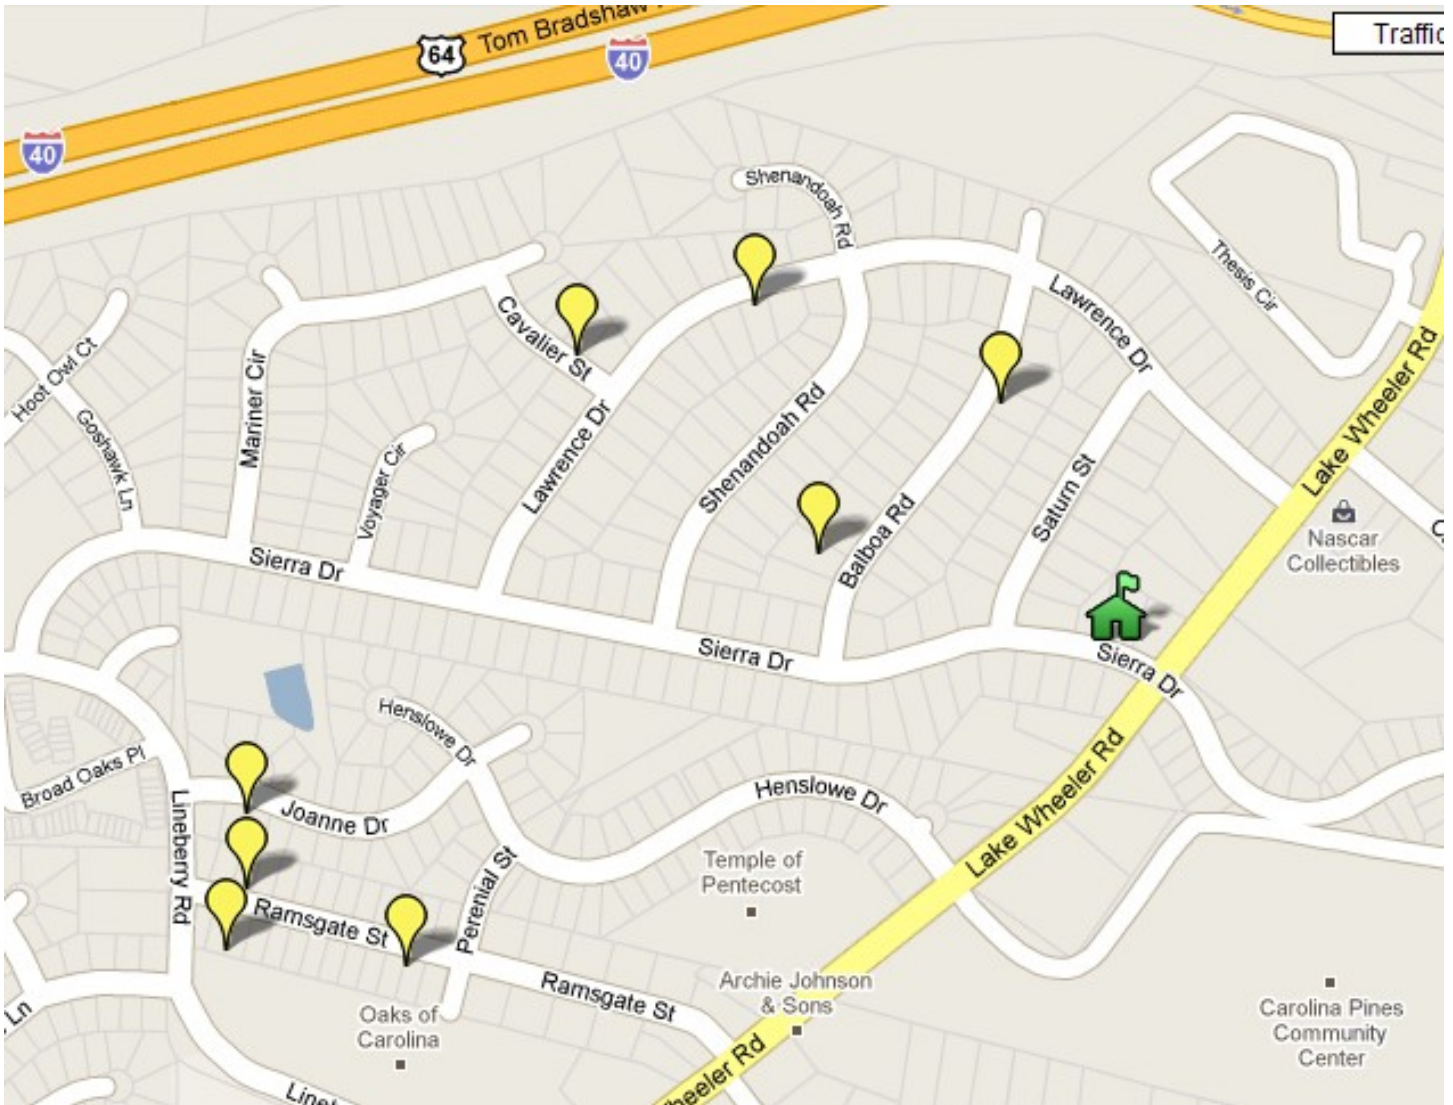 64
Tom Bradshaw
40
Traffic
40
Shenandoah Rd
Thesis Cir
Lawrence Dr
Cavalier St
Hoot Owl Ct
Mariner Cir
Goshawk Ln
Voyager Cir
Lawrence Dr
Shenandoah Rd
Lake Wheeler Rd
Balboa Rd
Saturn St
Nascar
Collectibles
Sierra Dr
Sierra Dr
Sierra Dr
Henslowe Dr
Broad Oaks Pl
Joanne Dr
Henslowe Dr
Lake Wheeler Rd
Lineberry Rd
Perenial St
Temple of
Pentecost
Ramsgate St
Ramsgate St
Archie Johnson
& Sons
Oaks of
Carolina
Carolina Pines
Community
Center
Ln
Wheeler Rd